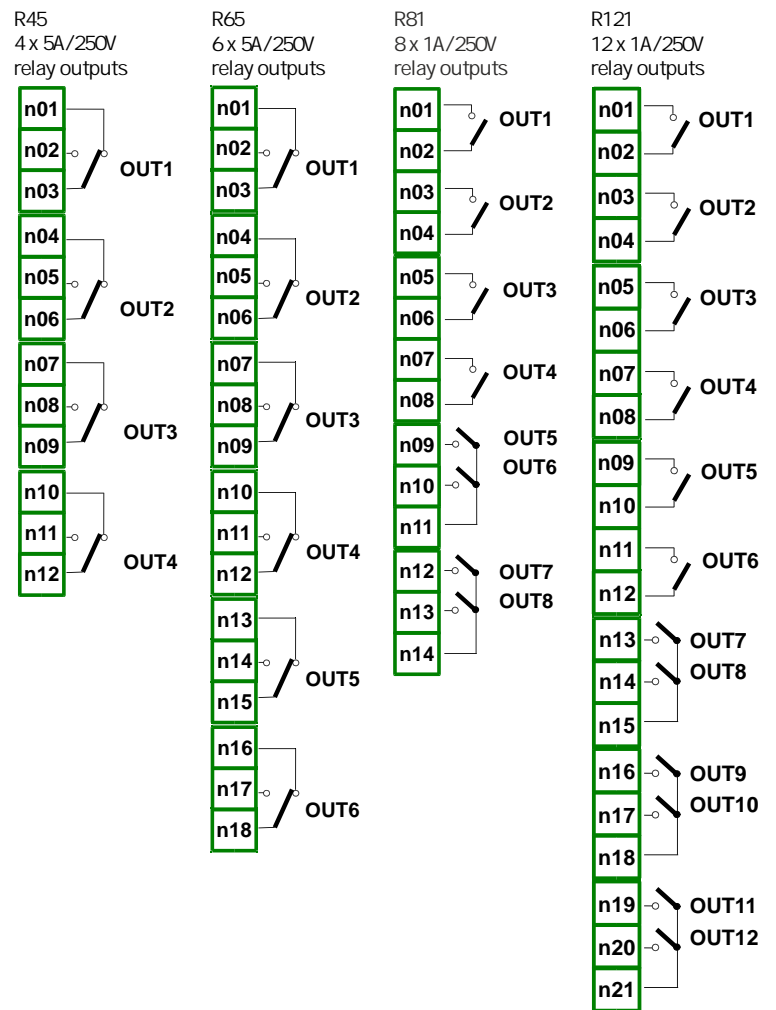 R45
4 x 5A/250V
relay outputs
n01
n02
n03
OUT1
n04
n05
n06
OUT2
n07
n08
n09
OUT3
n10
n11
n12
OUT4
R65
6 x 5A/250V
relay outputs
n01
n02
n03
OUT1
n04
n05
n06
OUT2
n07
n08
n09
OUT3
n10
n11
n12
OUT4
n13
n14
n15
OUT5
n16
n17
n18
OUT6
R81
8 x 1A/250V
relay outputs
n01
n02
OUT1
n03
n04
OUT2
n05
n06
OUT3
n07
n08
OUT4
n09
n10
n11
OUT5
OUT6
n12
n13
n14
OUT7
OUT8
R121
12 x 1A/250V
relay outputs
n01
n02
OUT1
n03
n04
OUT2
n05
n06
OUT3
n07
n08
OUT4
n09
n10
OUT5
n11
n12
OUT6
n13
n14
n15
OUT7
OUT8
n16
n17
n18
OUT9
OUT10
n19
n20
n21
OUT11
OUT12